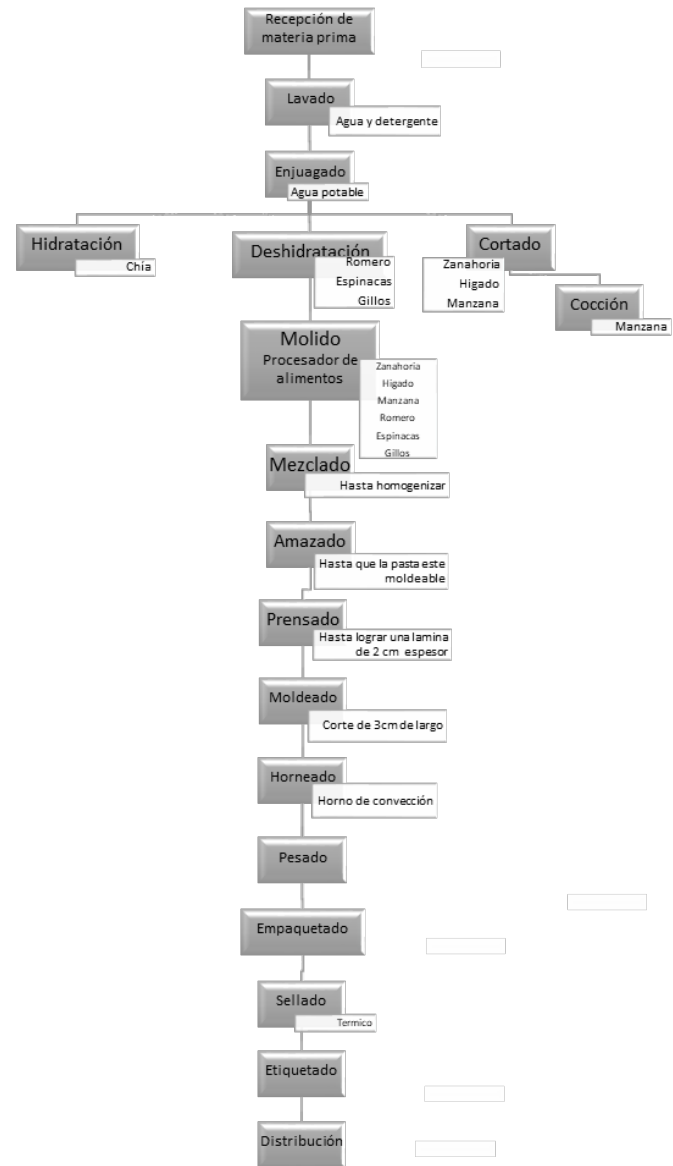 Recepción de
materia prima
Lavado
Agua y detergente
Enjuagado
Agua potable
Hidratación
Chía
Deshidratación
Romero
Espinacas
Gillos
Cortado
Zanahoria
Higado
Manzana
Cocción
Manzana
Molido
Procesador de
alimentos
Zanahoria
Higado
Manzana
Romero
Espinacas
Gillos
Mezclado
Hasta homogenizar
Amazado
Hasta que la pasta este
moldeable
Prensado
Hasta lograr una lamina
de 2 cm espesor
Moldeado
Corte de 3cm de largo
Horneado
Horno de convección
Pesado
Empaquetado
Sellado
Termico
Etiquetado
Distribución